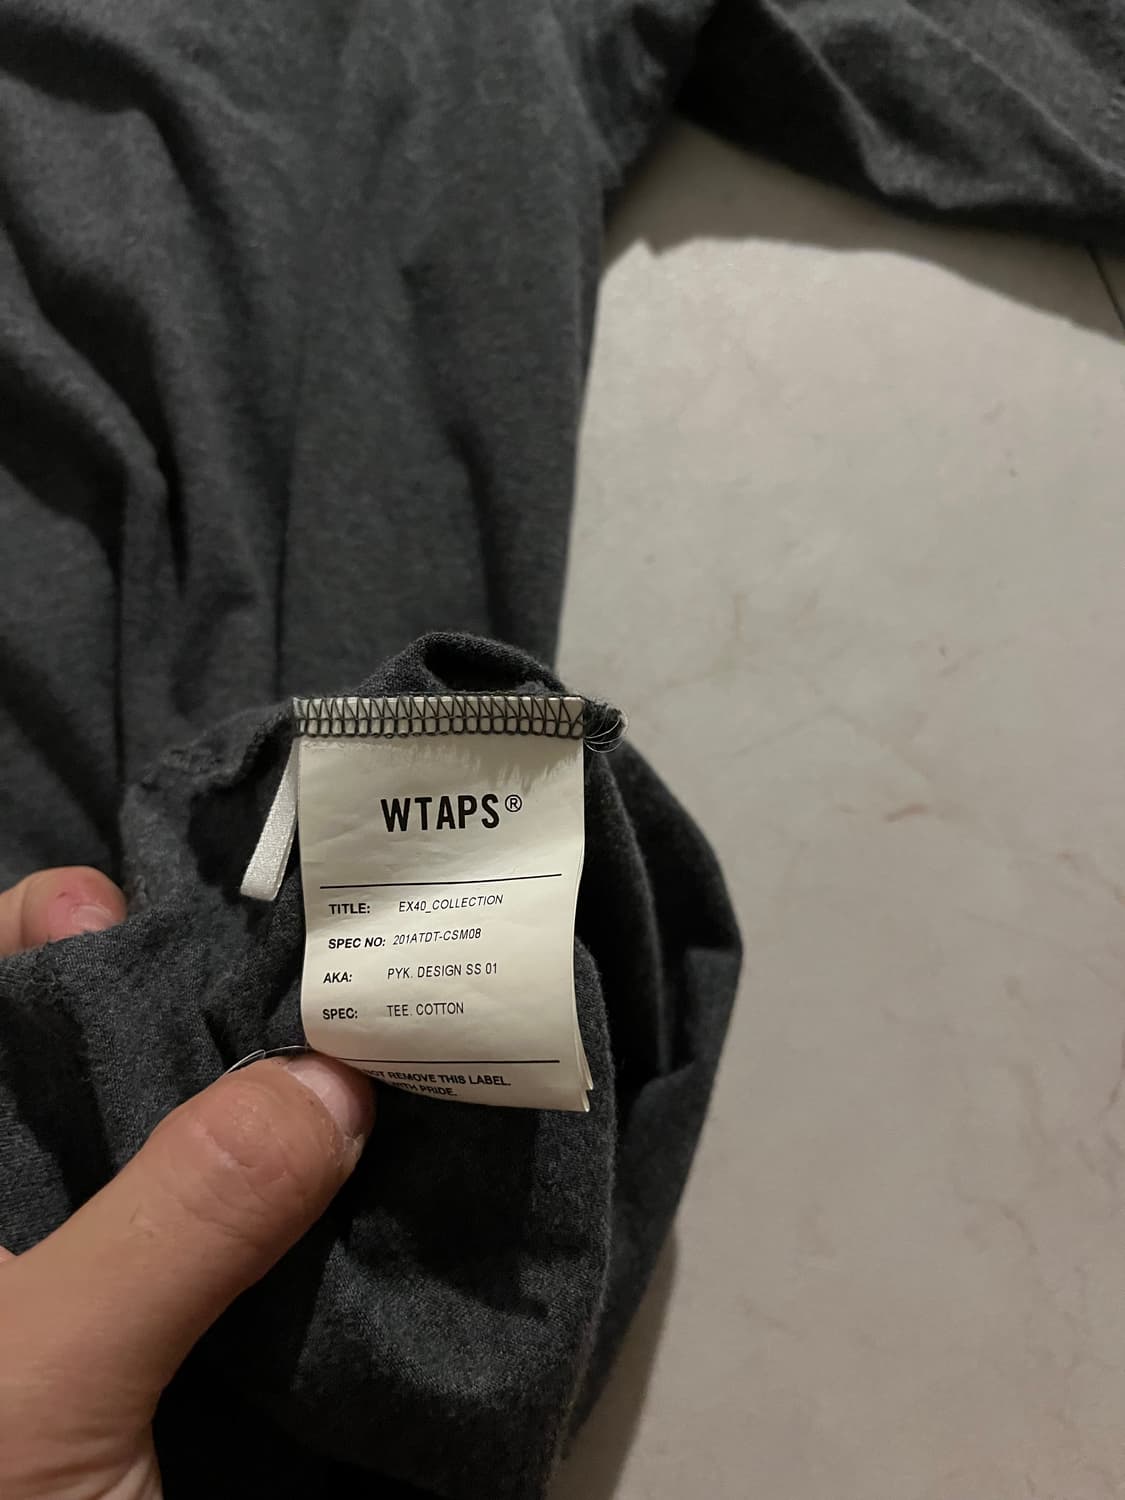 WTAPS®
TITLE: EX40_COLLECTION
SPEC NO: 201ATDT-CSM08
AKA: PYK. DESIGN SS 01
SPEC: TEE. COTTON
REMOVE THIS LABEL.
PRIDE.